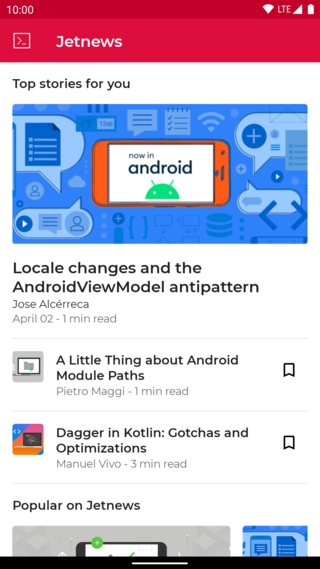 10:00
LTE
Jetnews
Top stories for you
T
now in
android
Locale changes and the
AndroidViewModel antipattern
Jose Alcérreca
April 02 - 1 min read
A Little Thing about Android
Module Paths
Pietro Maggi - 1 min read
Dagger in Kotlin: Gotchas and
Optimizations
Manuel Vivo - 3 min read
Popular on Jetnews